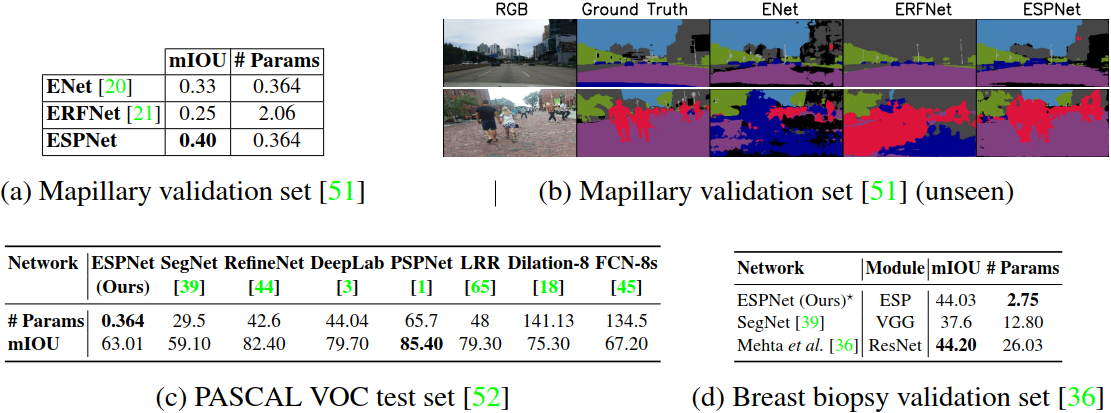 mIOU # Params
ENet [20] 0.33 0.364
ERFNet [21] 0.25 2.06
ESPNet 0.40 0.364
(a) Mapillary validation set [51]
RGB Ground Truth ENet ERFNet ESPNet
(b) Mapillary validation set [51] (unseen)
Network ESPNet SegNet RefineNet DeepLab PSPNet LRR Dilation-8 FCN-8s
(Ours) [39] [44] [3] [1] [65] [18] [45]
# Params 0.364 29.5 42.6 44.04 65.7 48 141.13 134.5
mIOU 63.01 59.10 82.40 79.70 85.40 79.30 75.30 67.20
(c) PASCAL VOC test set [52]
Network Module mIOU # Params
ESPNet (Ours)* ESP 44.03 2.75
SegNet [39] VGG 37.6 12.80
Mehta et al. [36] ResNet 44.20 26.03
(d) Breast biopsy validation set [36]